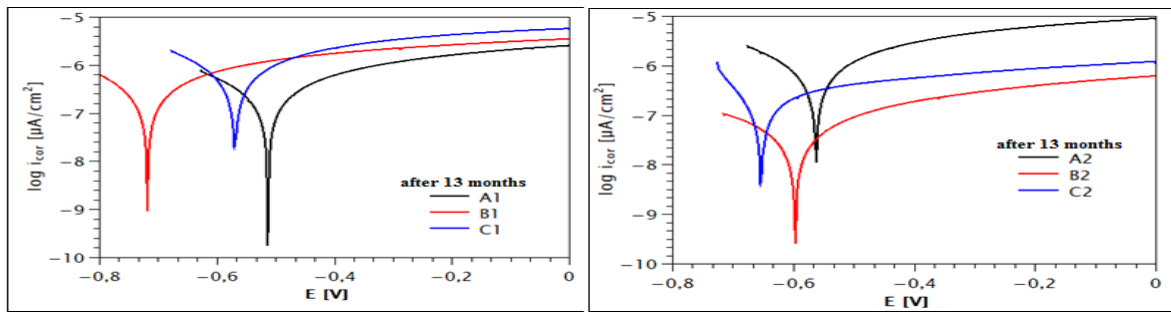 −5
−6
−7
−8
−9
−10
log i_cor [µA/cm²]
after 13 months
A1
B1
C1
−0,8
−0,6
−0,4
−0,2
0
E [V]
−5
−6
−7
−8
−9
−10
log i_cor [µA/cm²]
after 13 months
A2
B2
C2
−0,8
−0,6
−0,4
−0,2
0
E [V]